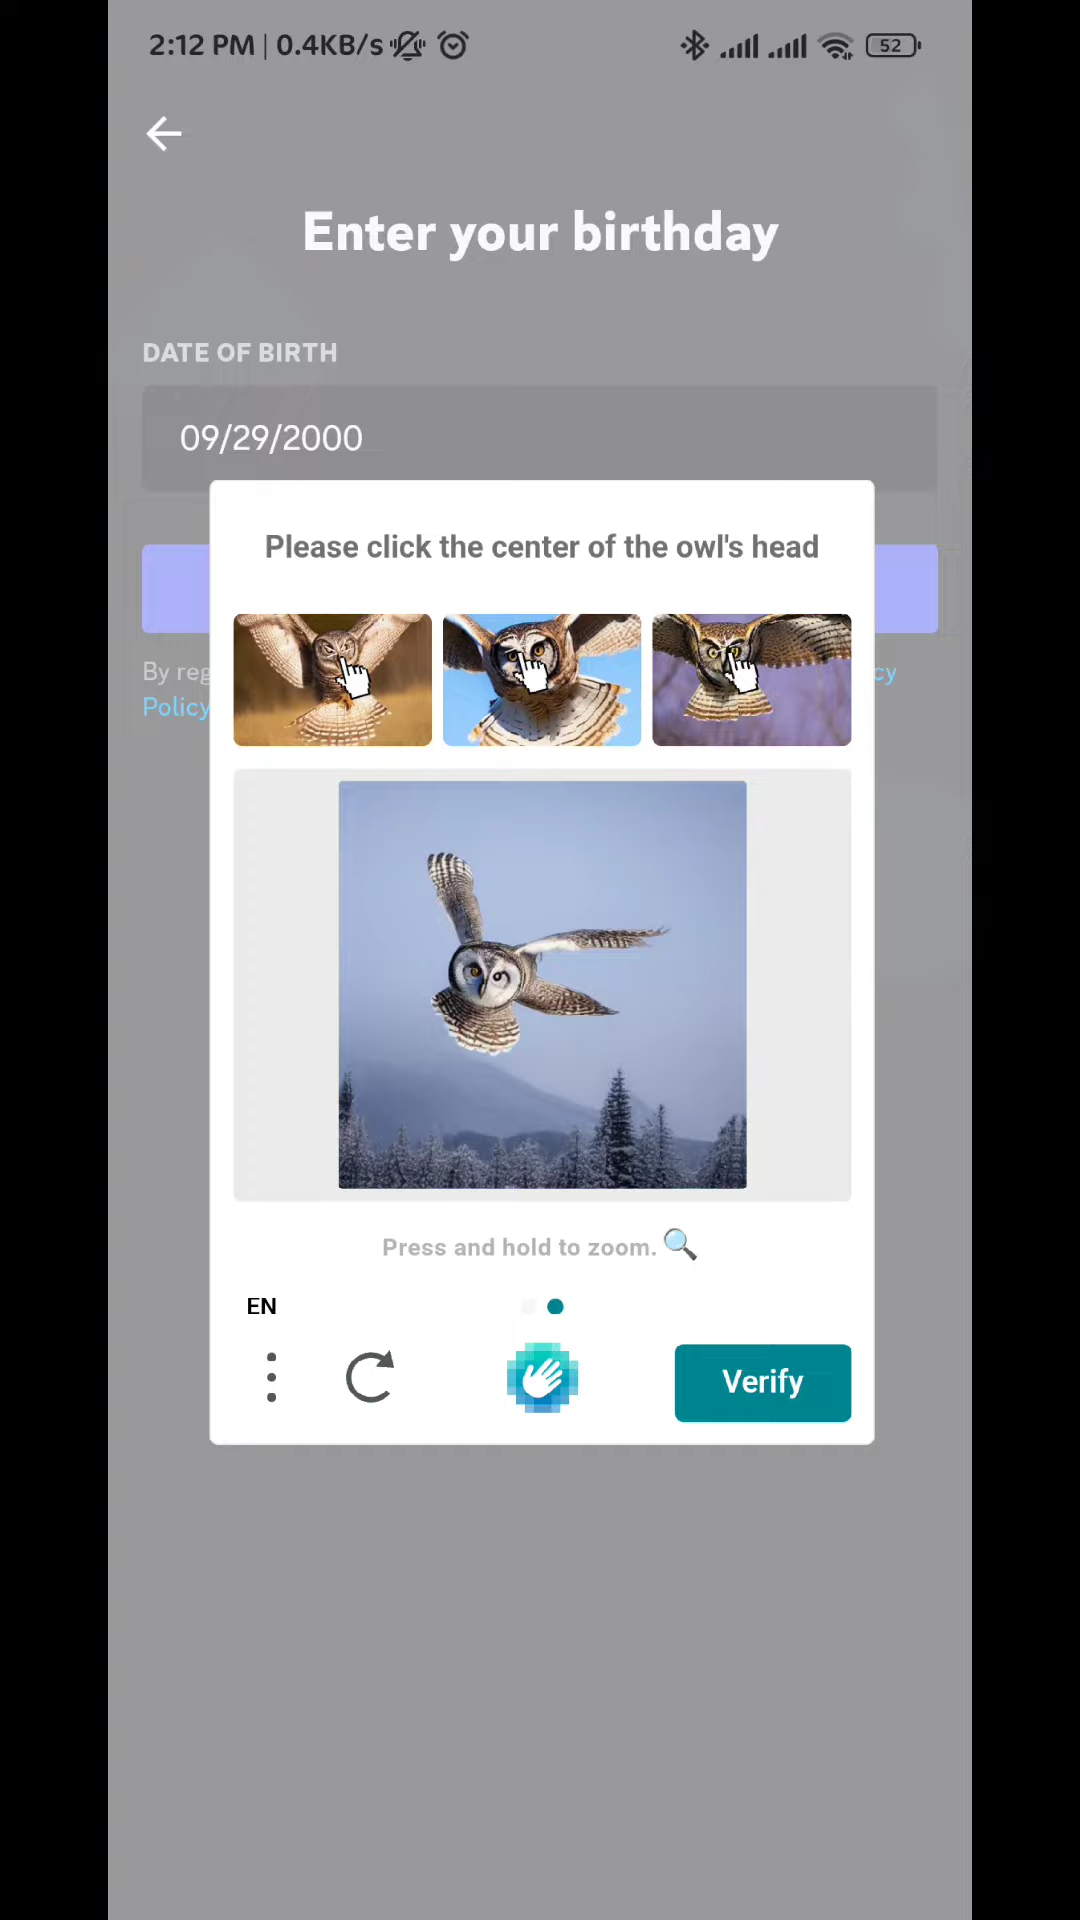 2:12 PM | 0.4KB/s 52
Enter your birthday
DATE OF BIRTH
09/29/2000
Please click the center of the owl's head
By reg cy
Policy
Press and hold to zoom.
EN
Verify